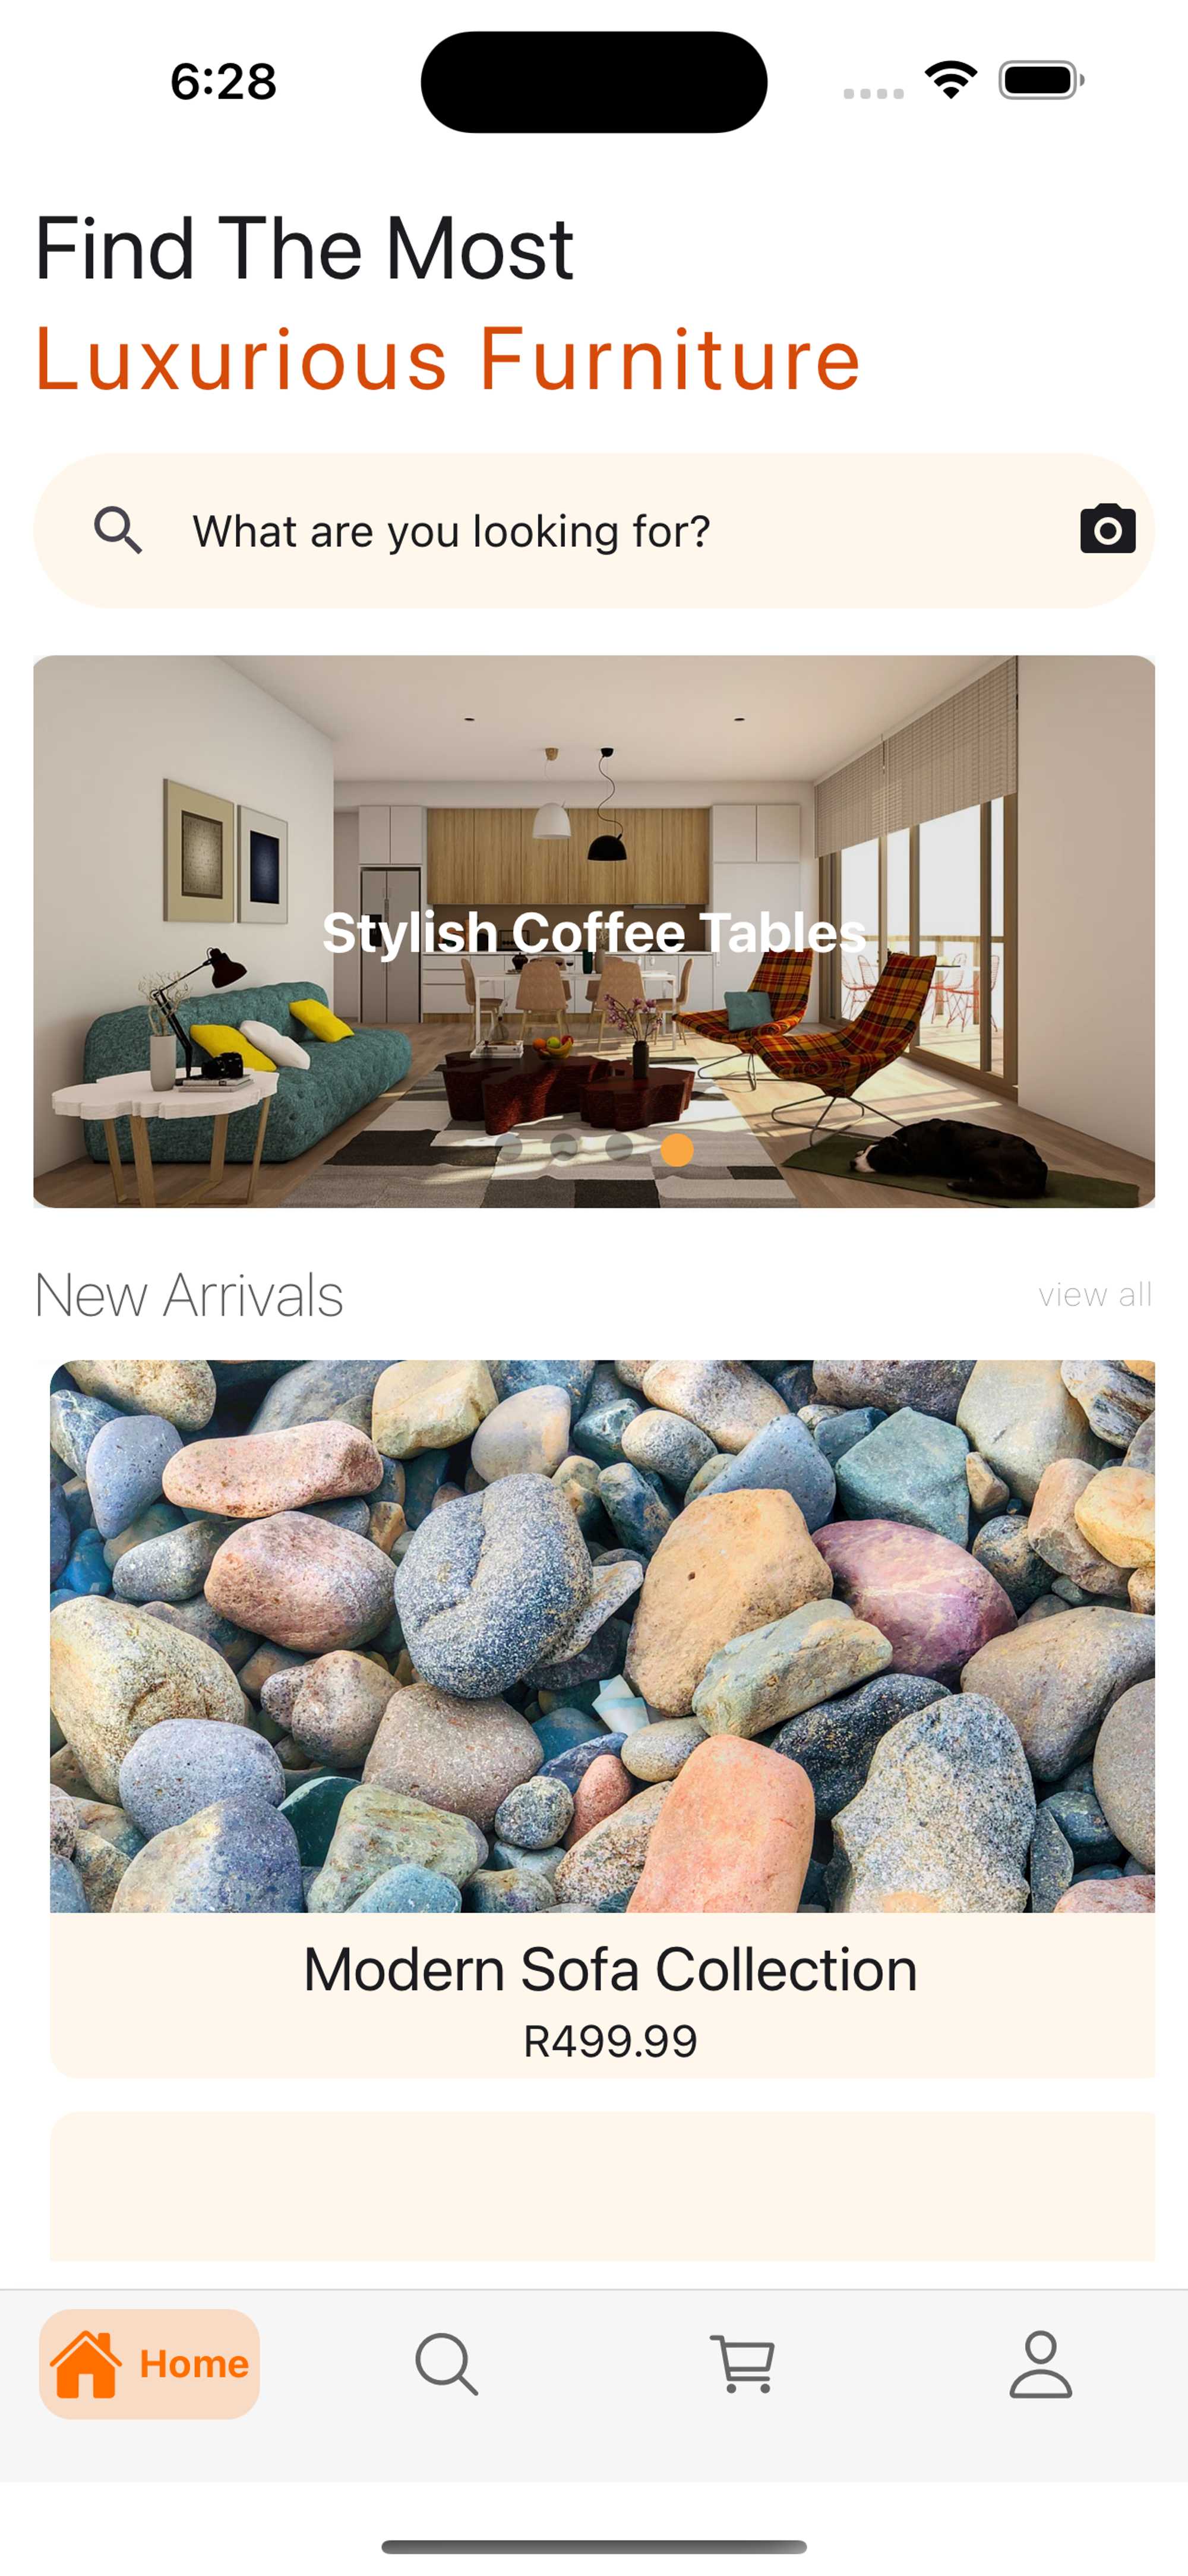 6:28
Find The Most
Luxurious Furniture
What are you looking for?
Stylish Coffee Tables
New Arrivals
view all
Modern Sofa Collection
R499.99
Home